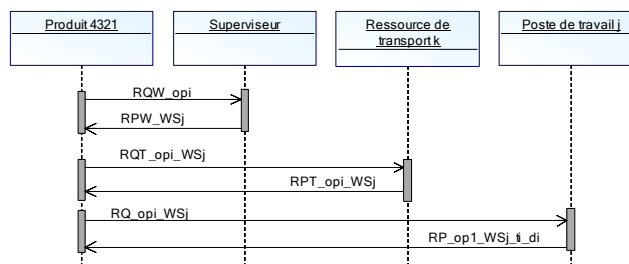 Produit 4321
Superviseur
Ressource de
transport k
Poste de travail j
RQW_opi
RPW_WSj
RQT_opi_WSj
RPT_opi_WSj
RQ_opi_WSj
RP_op1_WSj_ti_di